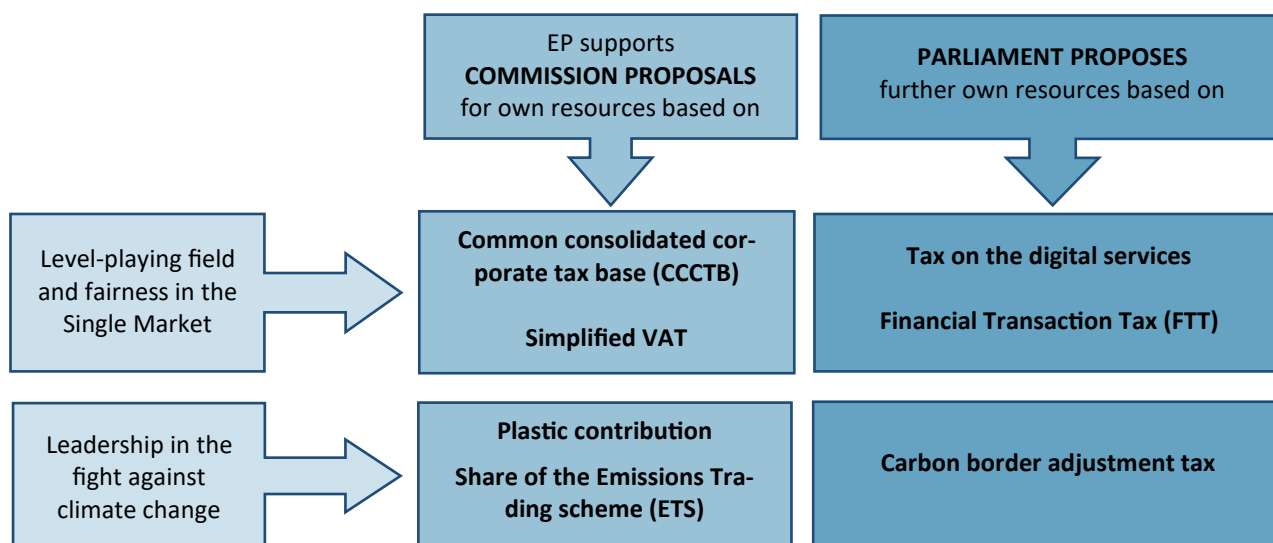 EP supports
COMMISSION PROPOSALS
for own resources based on
PARLIAMENT PROPOSES
further own resources based on
Level-playing field
and fairness in the
Single Market
Common consolidated cor-
porate tax base (CCCTB)
Simplified VAT
Tax on the digital services
Financial Transaction Tax (FTT)
Leadership in the
fight against
climate change
Plastic contribution
Share of the Emissions Tra-
ding scheme (ETS)
Carbon border adjustment tax